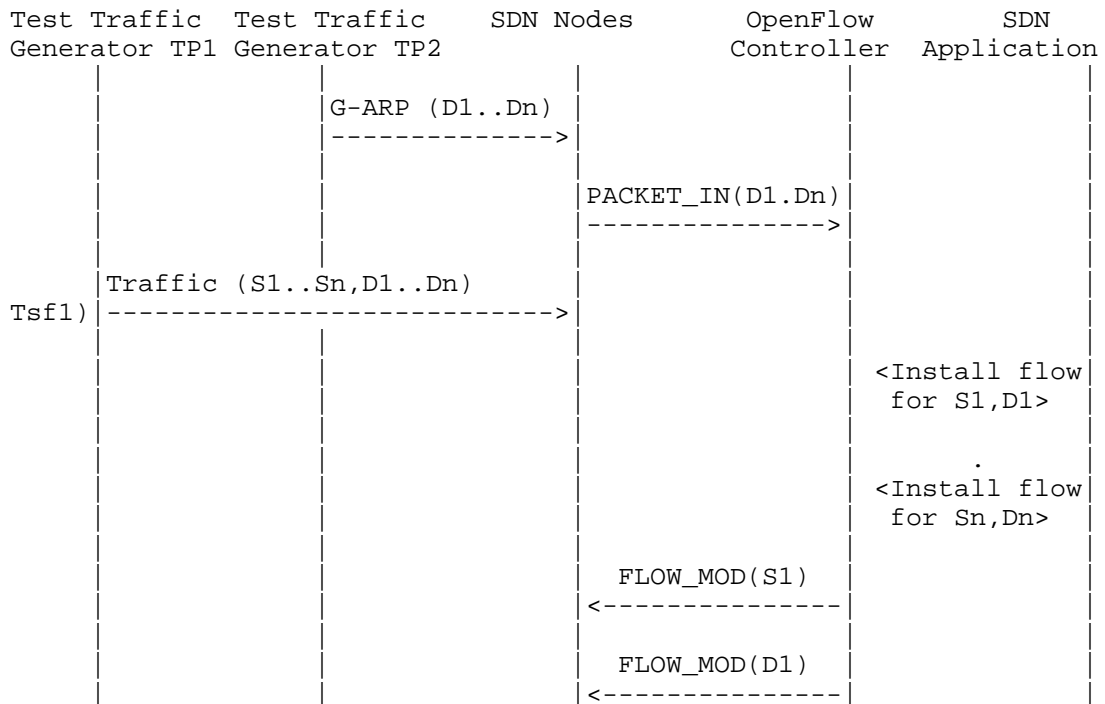 Test Traffic Test Traffic SDN Nodes OpenFlow SDN
Generator TP1 Generator TP2 Controller Application
G-ARP (D1..Dn)
-------------->
PACKET_IN(D1.Dn)
--------------->
Traffic (S1..Sn,D1..Dn)
Tsf1)|---------------------------->
<Install flow
for S1,D1>
.
<Install flow
for Sn,Dn>
FLOW_MOD(S1)
<---------------
FLOW_MOD(D1)
<---------------